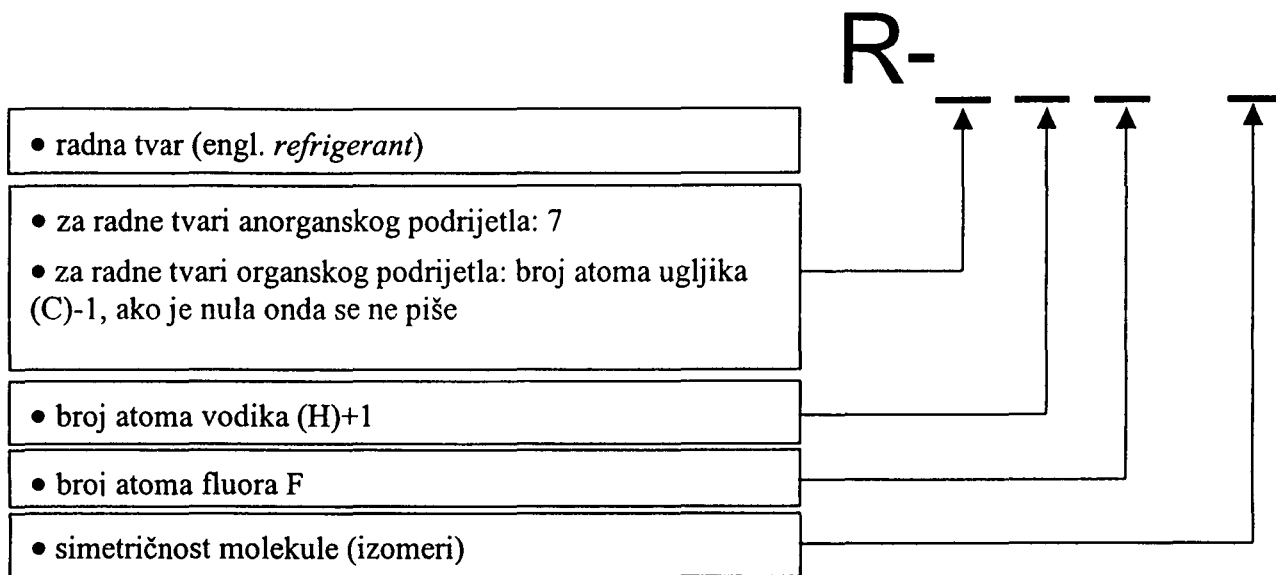 R-
• radna tvar (engl. refrigerant)
• za radne tvari anorganskog podrijetla: 7
• za radne tvari organskog podrijetla: broj atoma ugljika
(C)-1, ako je nula onda se ne piše
• broj atoma vodika (H)+1
• broj atoma fluora F
• simetričnost molekule (izomeri)